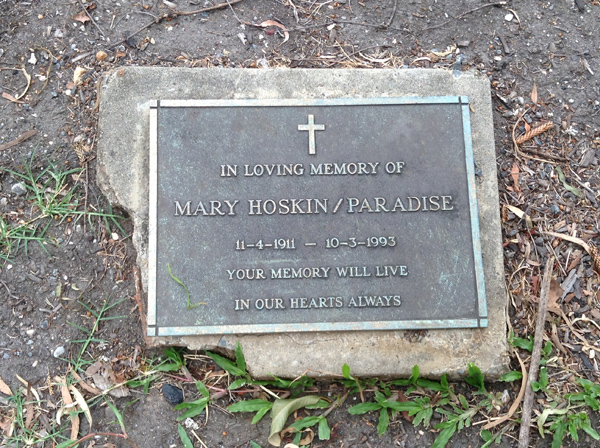 IN LOVING MEMORY OF
MARY HOSKIN/PARADISE
11-4-1911 — 10-3-1993
YOUR MEMORY WILL LIVE
IN OUR HEARTS ALWAYS